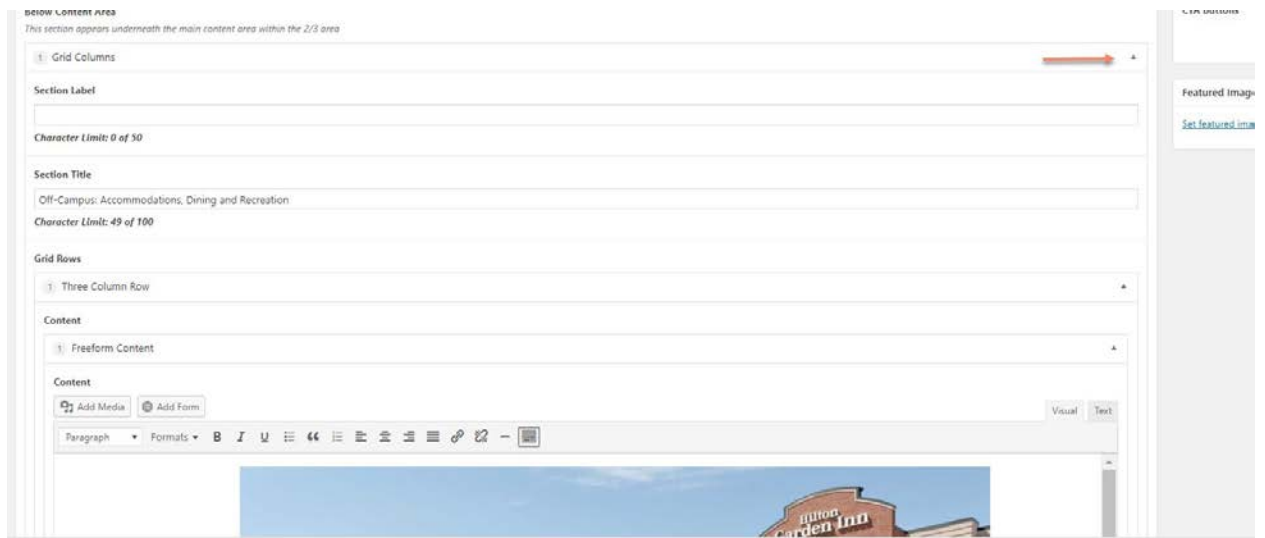 Below Content Area
CTA Buttons
This section appears underneath the main content area within the 2/3 area
1 Grid Columns
Section Label
Featured Image
Character Limit: 0 of 50
Set featured ima
Section Title
Off-Campus: Accommodations, Dining and Recreation
Character Limit: 49 of 100
Grid Rows
1 Three Column Row
Content
1 Freeform Content
Content
Add Media Add Form
Visual Text
Paragraph Formats B I U
Hilton
Garden Inn